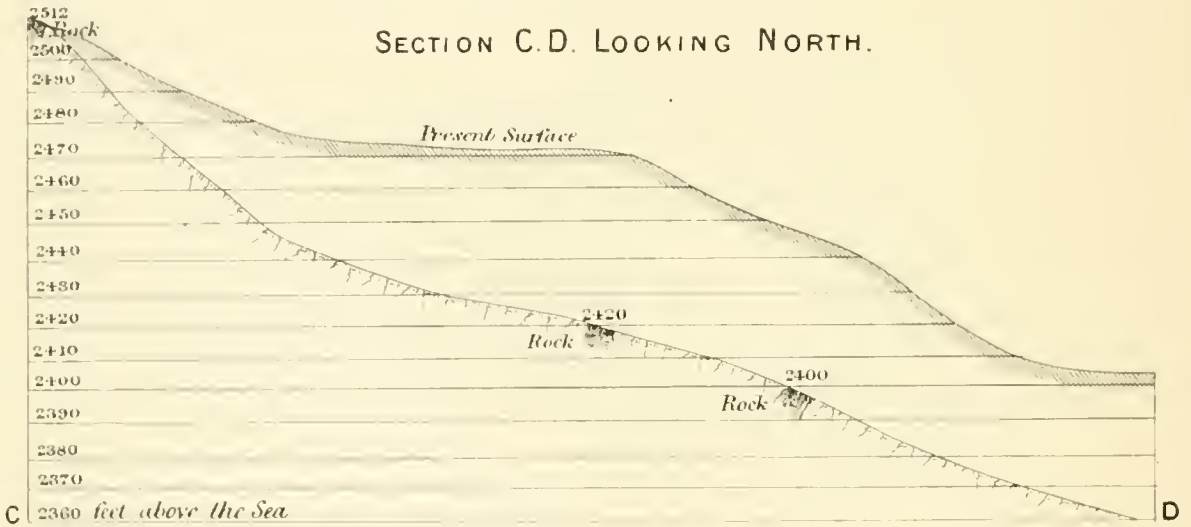 SECTION C.D. LOOKING NORTH.
2512
Rock
2500
2490
2480
Present Surface
2470
2460
2450
2440
2430
2420
2420
Rock
2410
2400
2400
Rock
2390
2380
2370
C 2360 feet above the Sea D